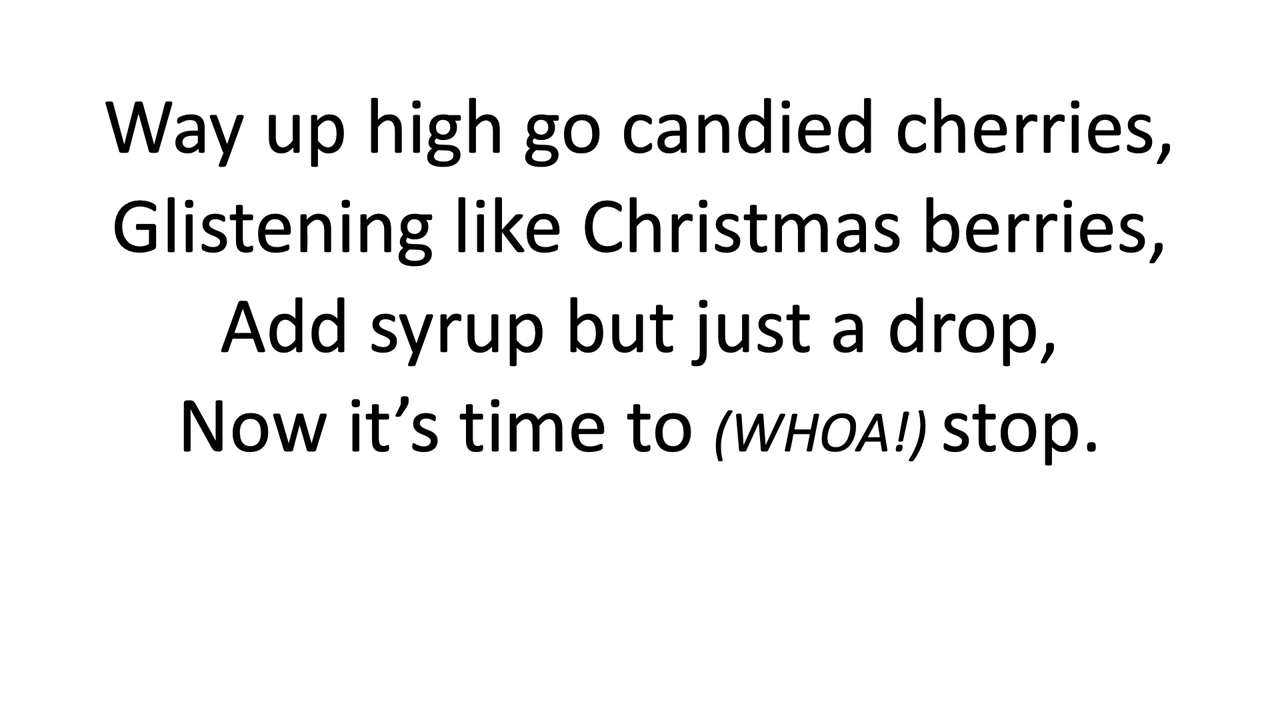 Way up high go candied cherries,
Glistening like Christmas berries,
Add syrup but just a drop,
Now it’s time to (WHOA!) stop.